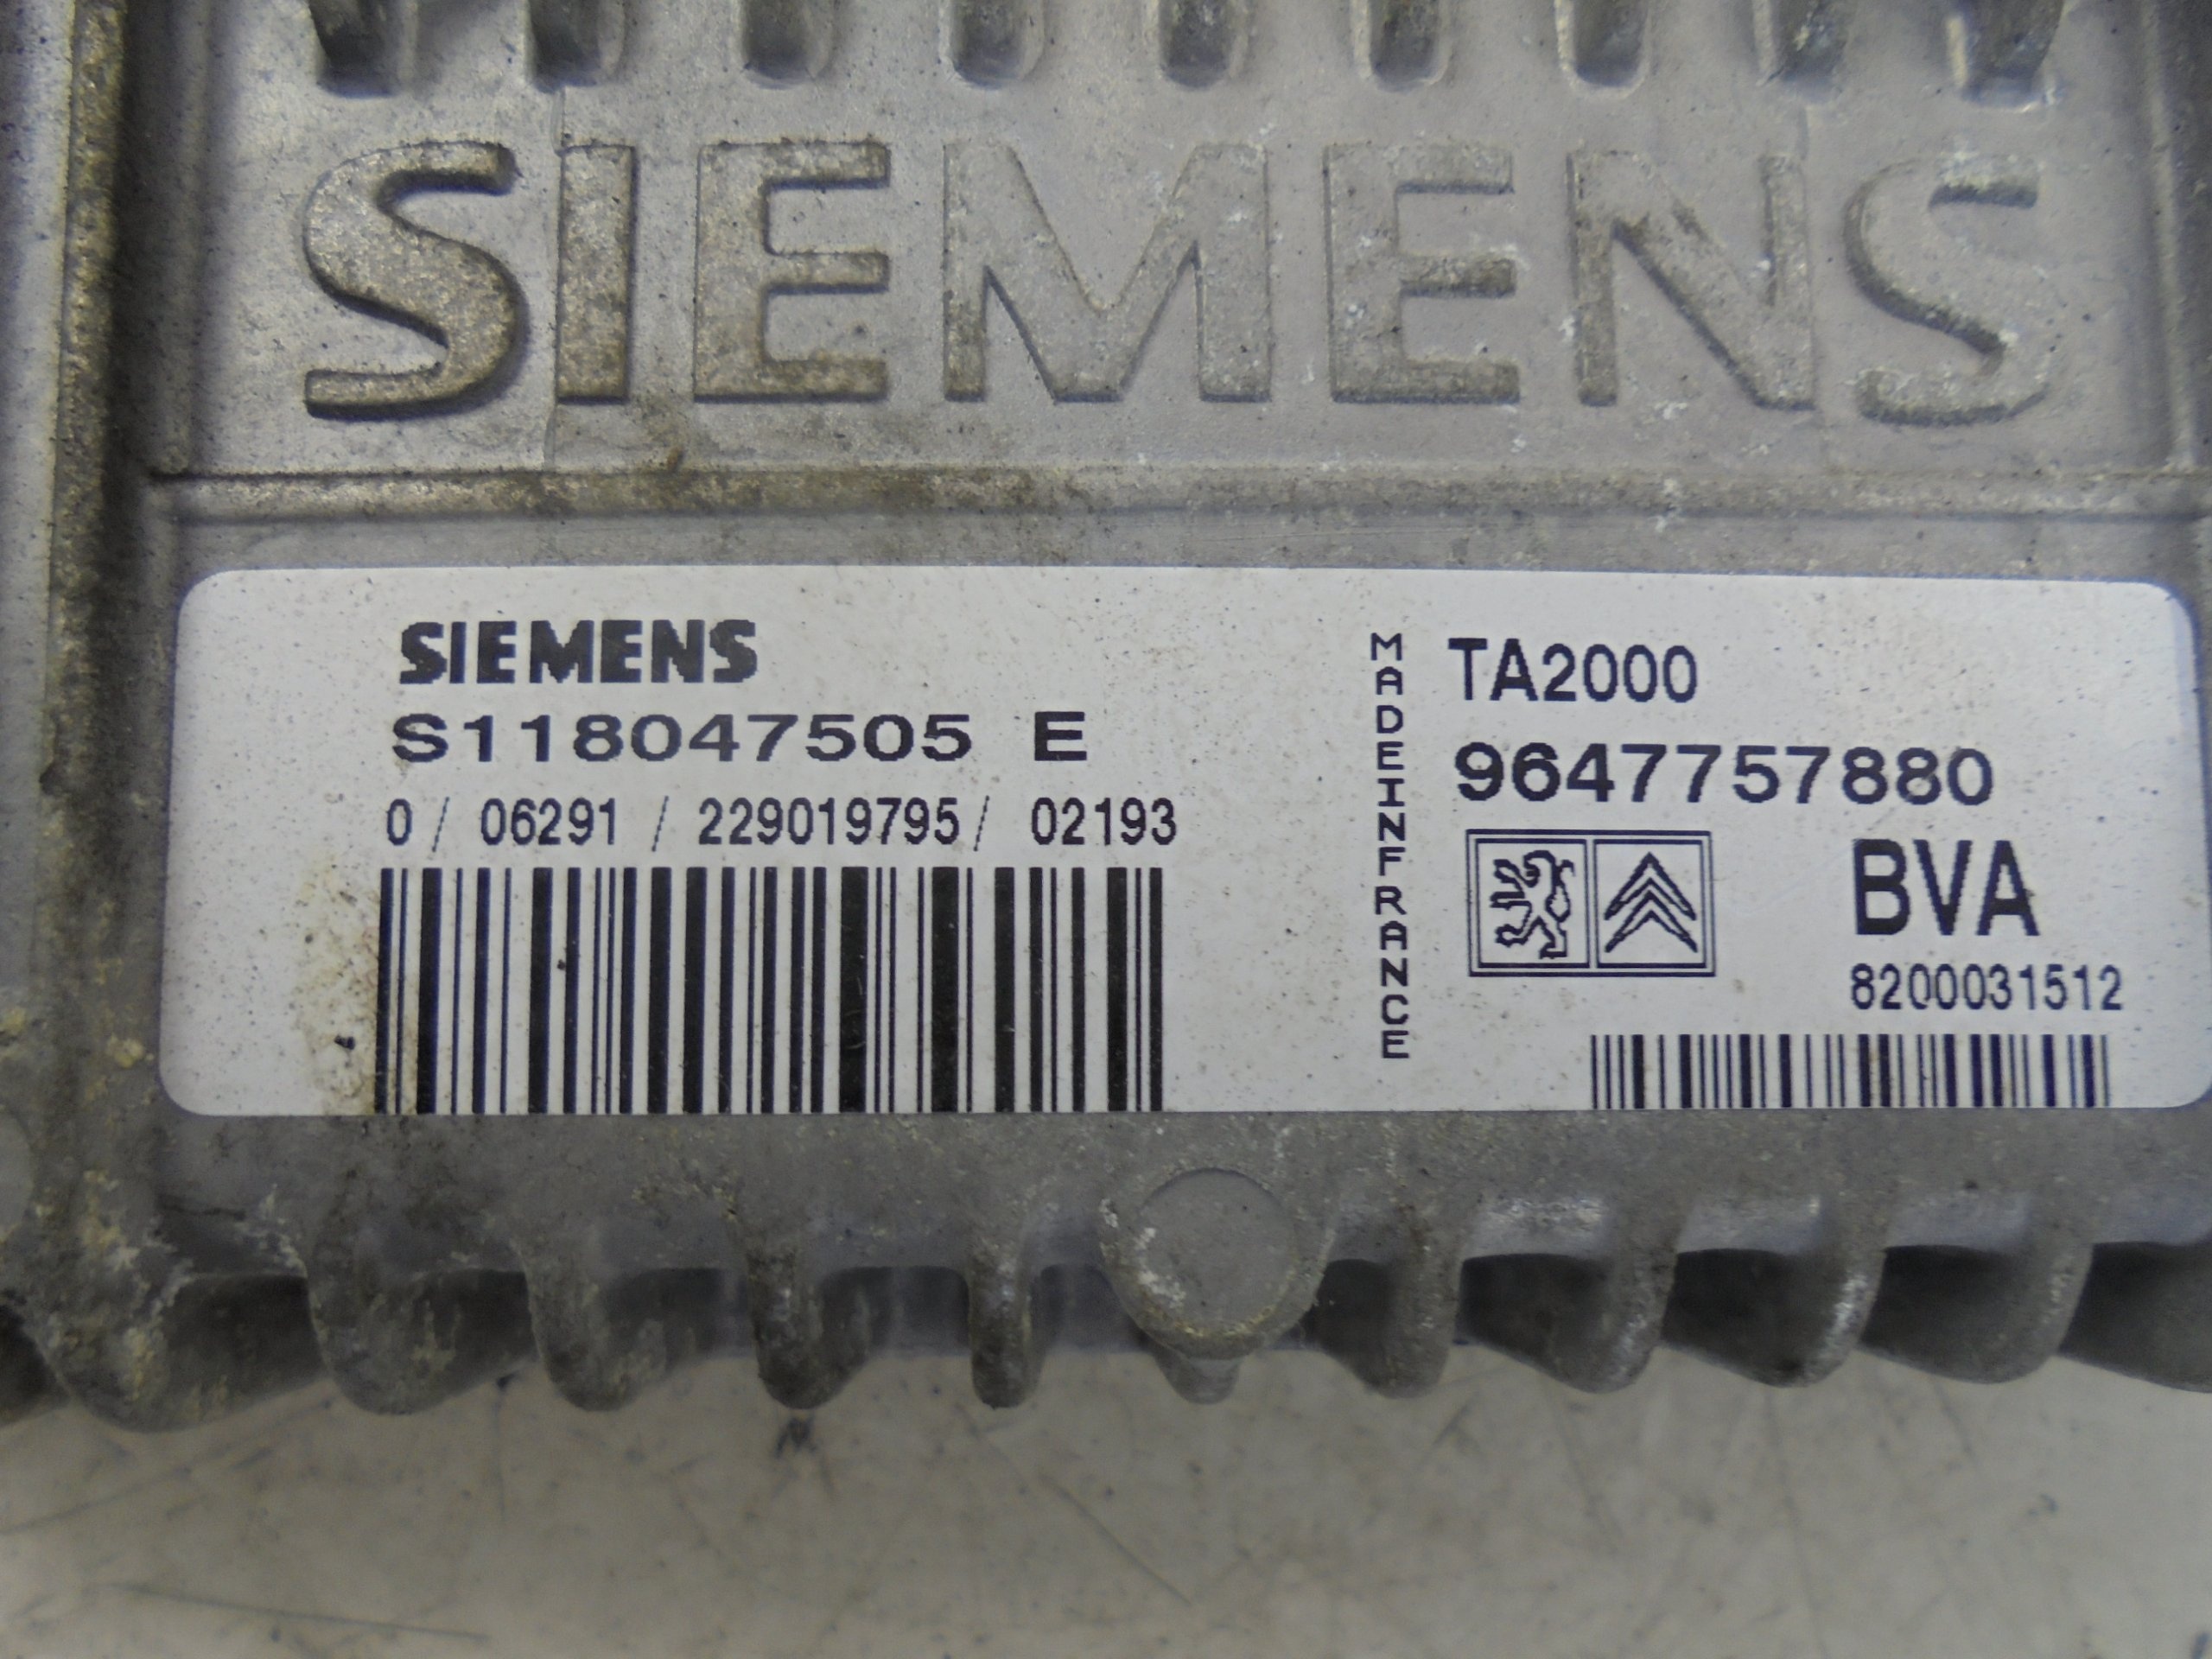 SIEMENS
SIEMENS
S118047505 E
0 / 06291 / 229019795 / 02193
MADEINFRANCE
TA2000
9647757880
BVA
8200031512